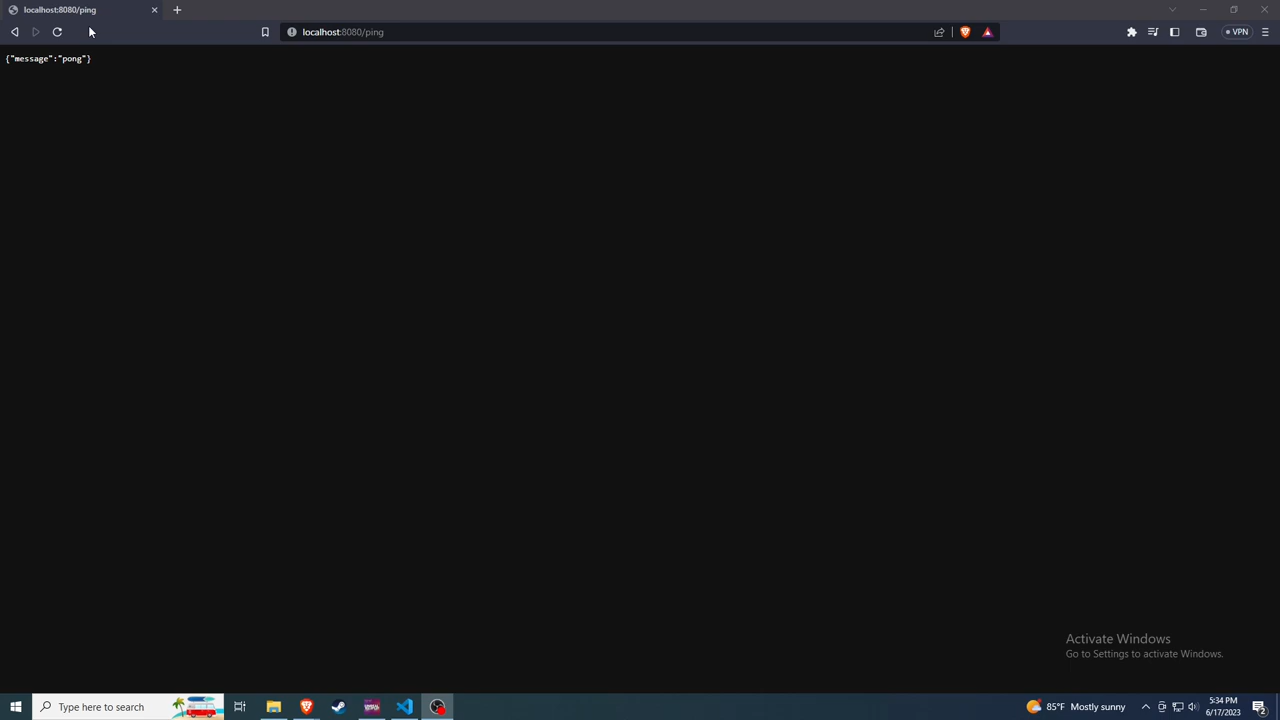 localhost:8080/ping
localhost:8080/ping
VPN
{"message":"pong"}
Activate Windows
Go to Settings to activate Windows.
Type here to search
85°F Mostly sunny
5:34 PM
6/17/2023
2